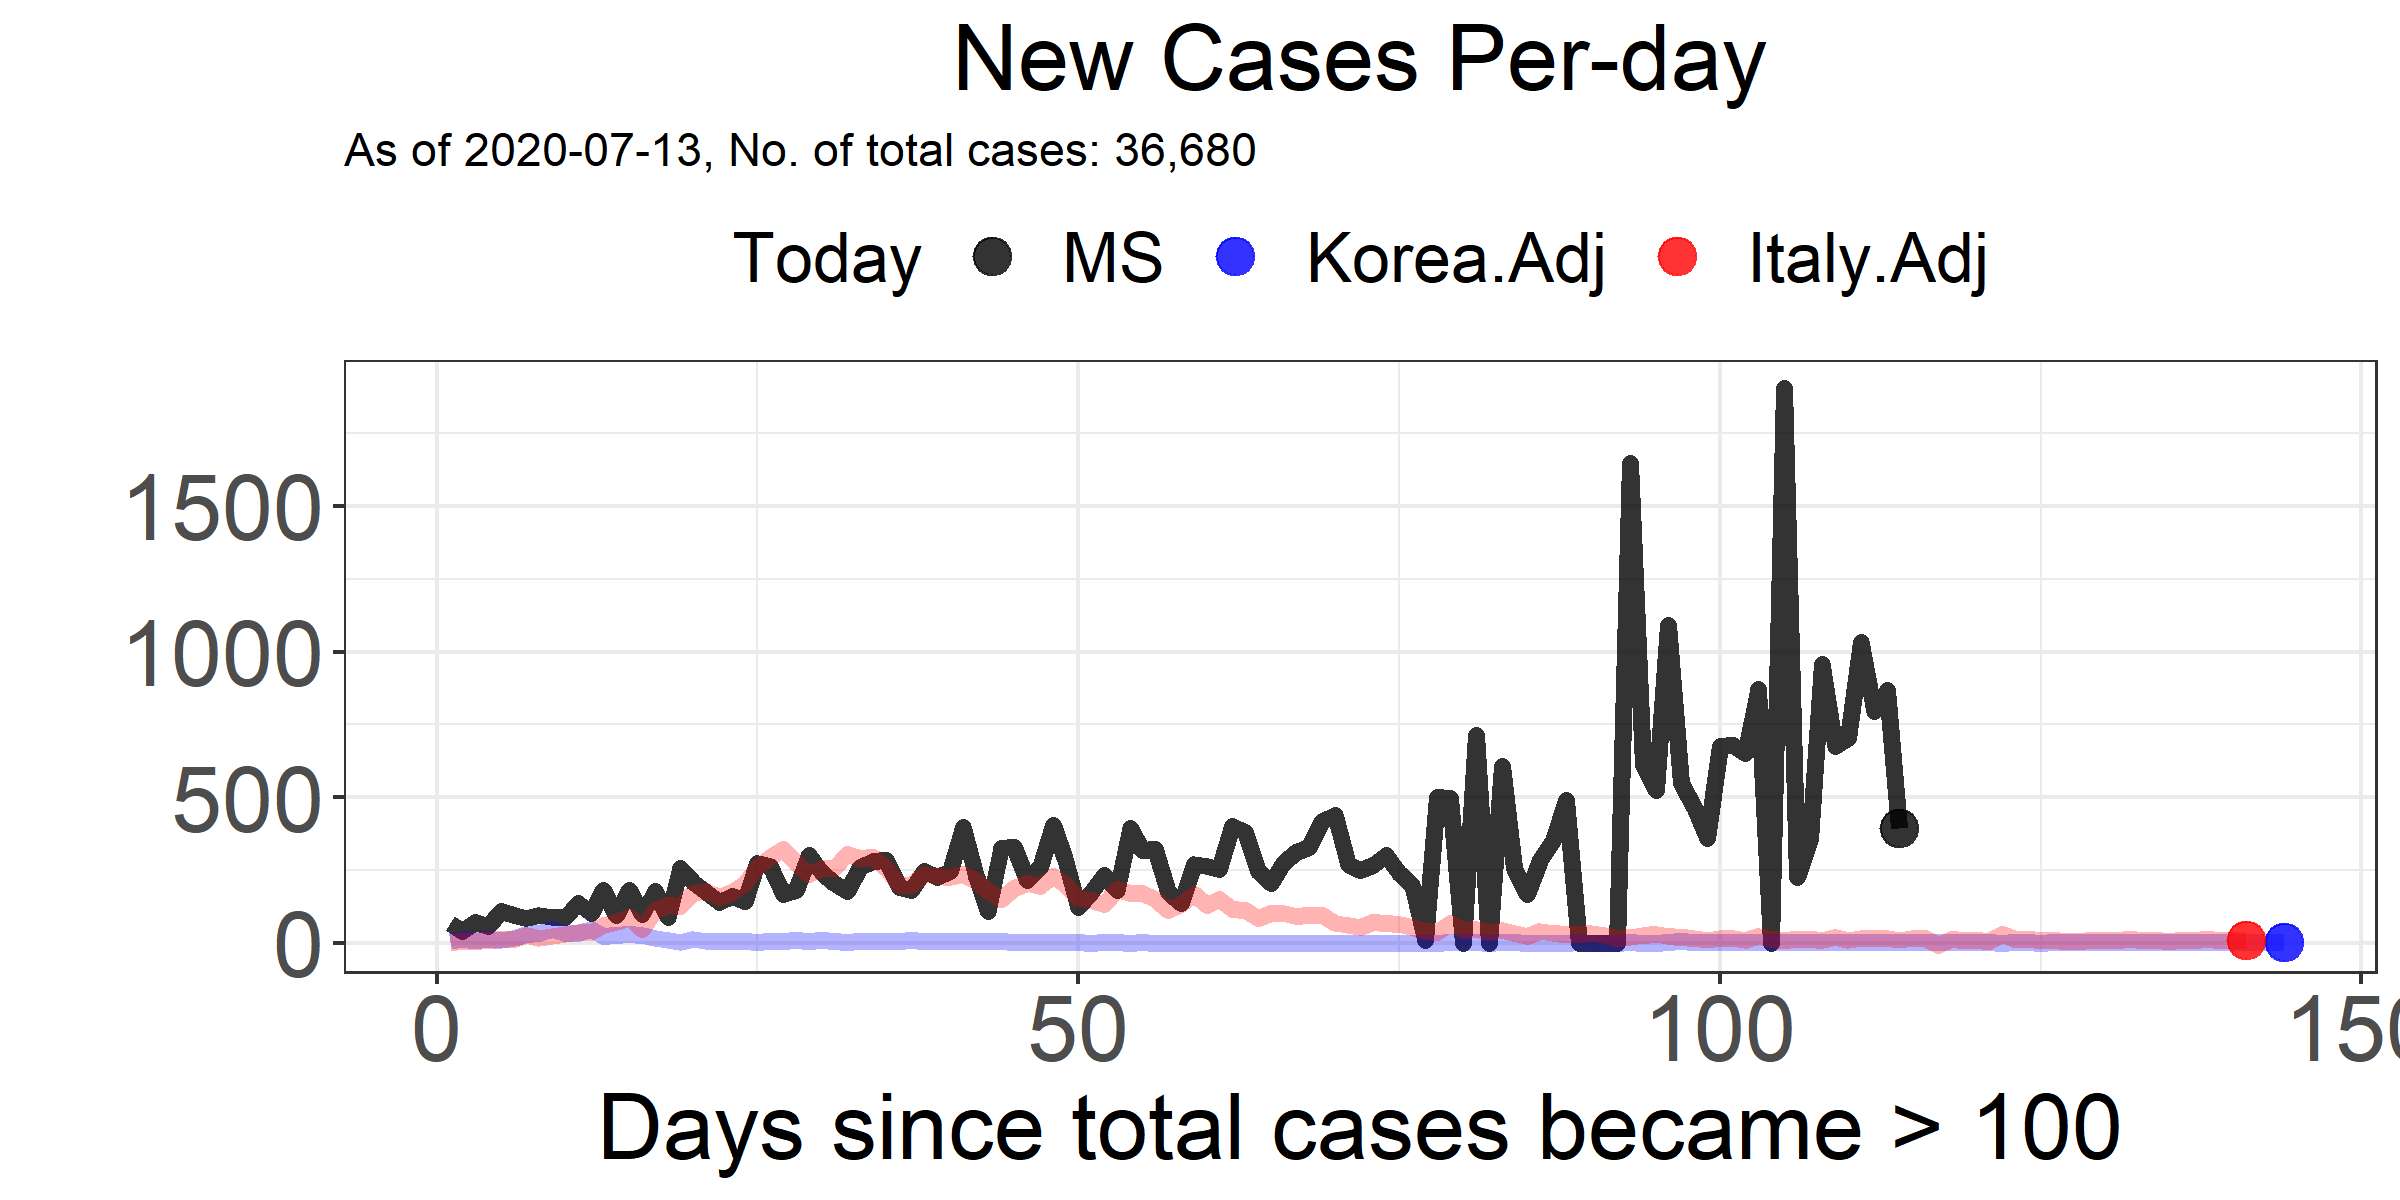 New Cases Per-day
As of 2020-07-13, No. of total cases: 36,680
Today MS Korea.Adj Italy.Adj
1500
1000
500
0
0 50 100 150
Days since total cases became > 100